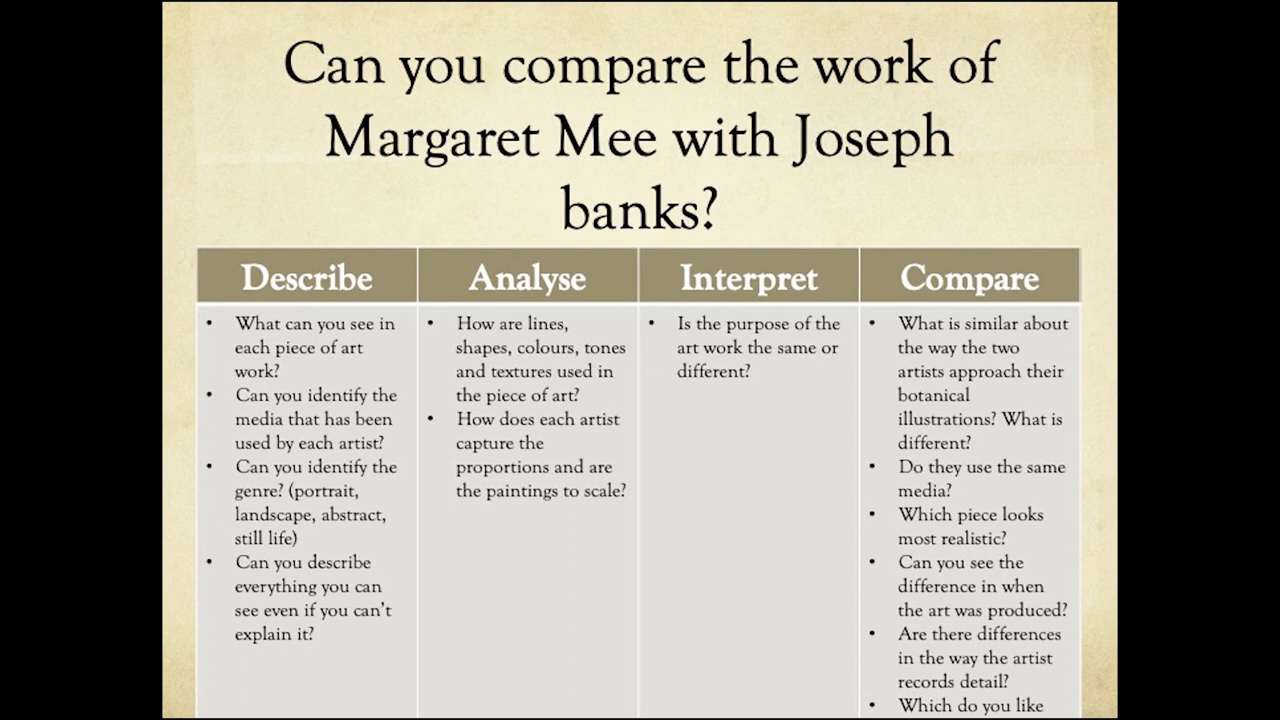 Can you compare the work of
Margaret Mee with Joseph
banks?
Describe
Analyse
Interpret
Compare
• What can you see in
each piece of art
work?
• Can you identify the
media that has been
used by each artist?
• Can you identify the
genre? (portrait,
landscape, abstract,
still life)
• Can you describe
everything you can
see even if you can't
explain it?
• How are lines,
shapes, colours, tones
and textures used in
the piece of art?
• How does each artist
capture the
proportions and are
the paintings to scale?
• Is the purpose of the
art work the same or
different?
• What is similar about
the way the two
artists approach their
botanical
illustrations? What is
different?
• Do they use the same
media?
• Which piece looks
most realistic?
• Can you see the
difference in when
the art was produced?
• Are there differences
in the way the artist
records detail?
• Which do you like